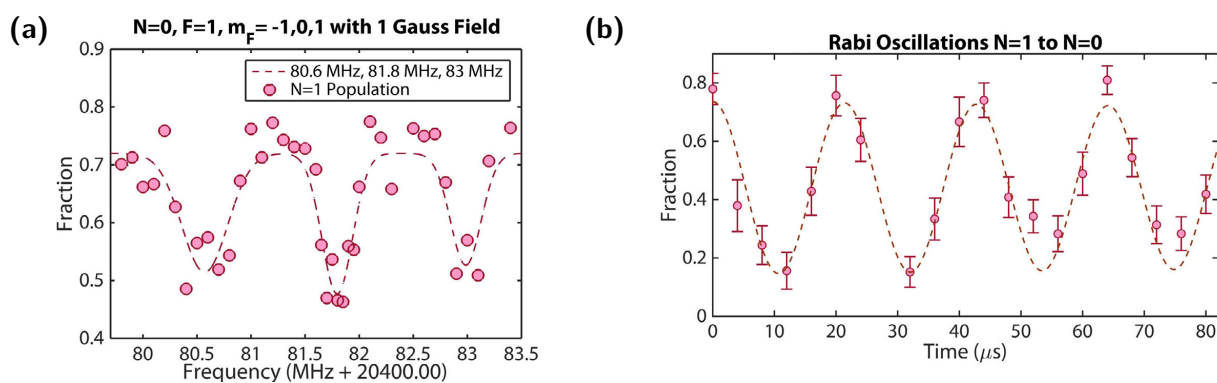 (a)
N=0, F=1, m_F= -1,0,1 with 1 Gauss Field
0.9
0.8
0.7
0.6
0.5
0.4
Fraction
80.6 MHz, 81.8 MHz, 83 MHz
N=1 Population
80 80.5 81 81.5 82 82.5 83 83.5
Frequency (MHz + 20400.00)
(b)
Rabi Oscillations N=1 to N=0
0.8
0.6
0.4
0.2
0
Fraction
0 10 20 30 40 50 60 70 80
Time (μs)